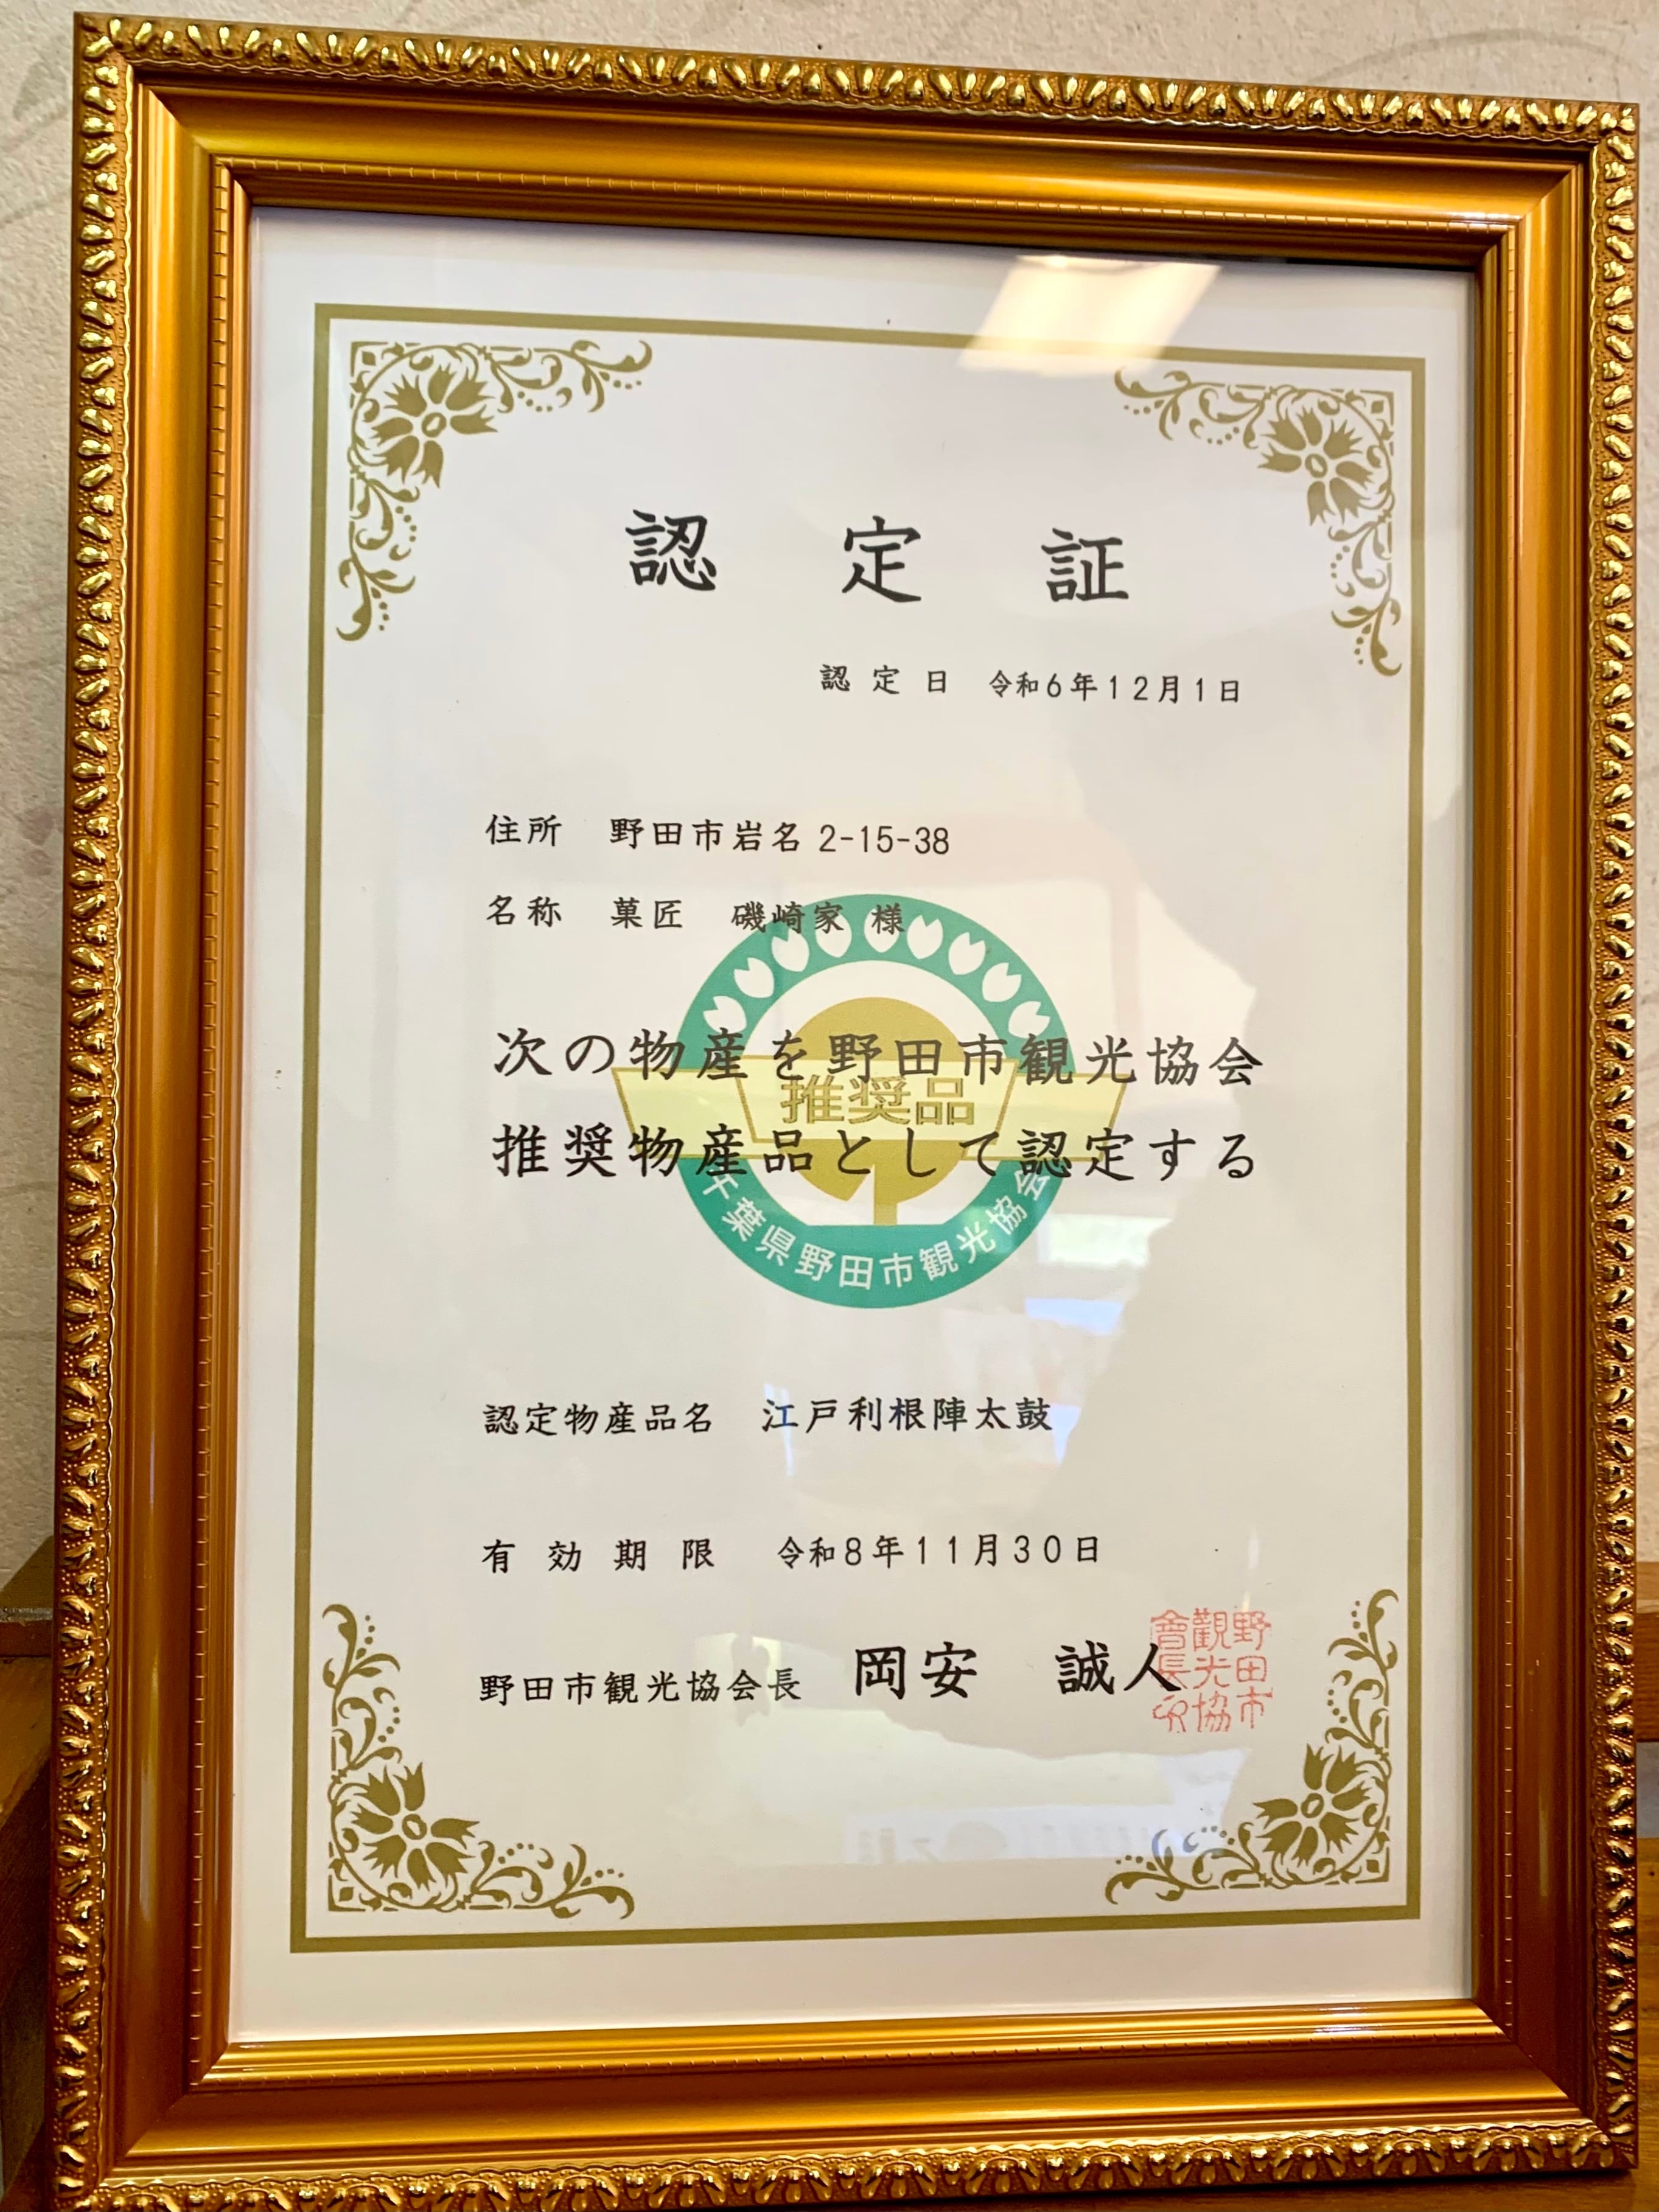 認定証
認定日 令和6年12月1日
住所 野田市岩名2-15-38
名称 菓匠 磯崎家 様
次の物産を野田市観光協会
推奨品
推奨物産品として認定する
千葉県野田市観光協会
認定物産品名 江戸利根陣太鼓
有効期限 令和8年11月30日
野田市観光協会長 岡安 誠人
野田市
觀光協
會長之印